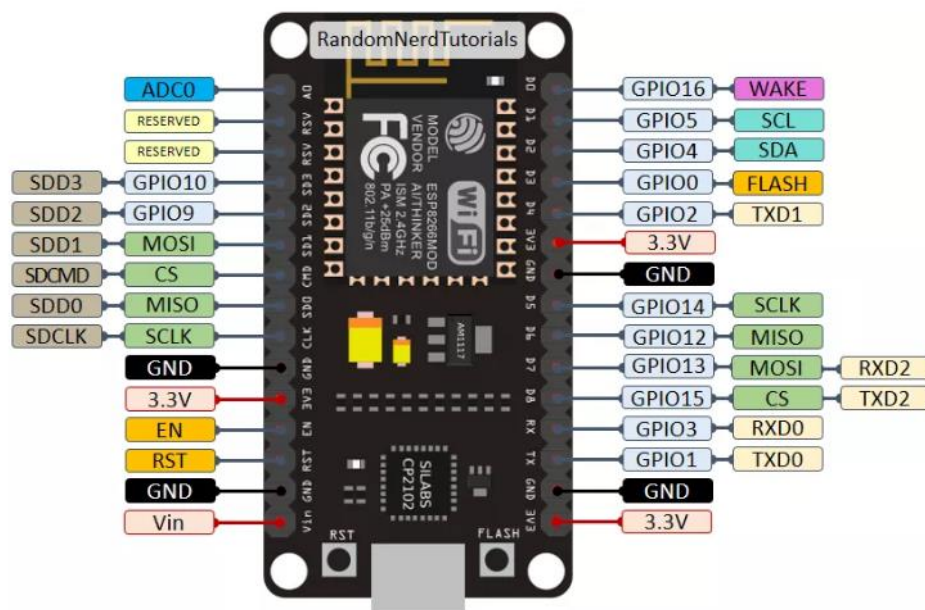 RandomNerdTutorials
ADC0
RESERVED
RESERVED
SDD3 GPIO10
SDD2 GPIO9
SDD1 MOSI
SDCMD CS
SDD0 MISO
SDCLK SCLK
GND
3.3V
EN
RST
GND
Vin
A0
RSV
RSV
SD3
SD2
SD1
CMD
SD0
CLK
GND
3V3
EN
RST
GND
Vin
MODEL
VENDOR
ESP8266MOD
AI/THINKER
ISM 2.4GHz
PA +25dBm
802.11b/g/n
FC
Wi Fi
AM1117
SILABS
CP2102
RST
FLASH
D0
D1
D2
D3
D4
3V3
GND
D5
D6
D7
D8
RX
TX
GND
3V3
GPIO16 WAKE
GPIO5 SCL
GPIO4 SDA
GPIO0 FLASH
GPIO2 TXD1
3.3V
GND
GPIO14 SCLK
GPIO12 MISO
GPIO13 MOSI RXD2
GPIO15 CS TXD2
GPIO3 RXD0
GPIO1 TXD0
GND
3.3V